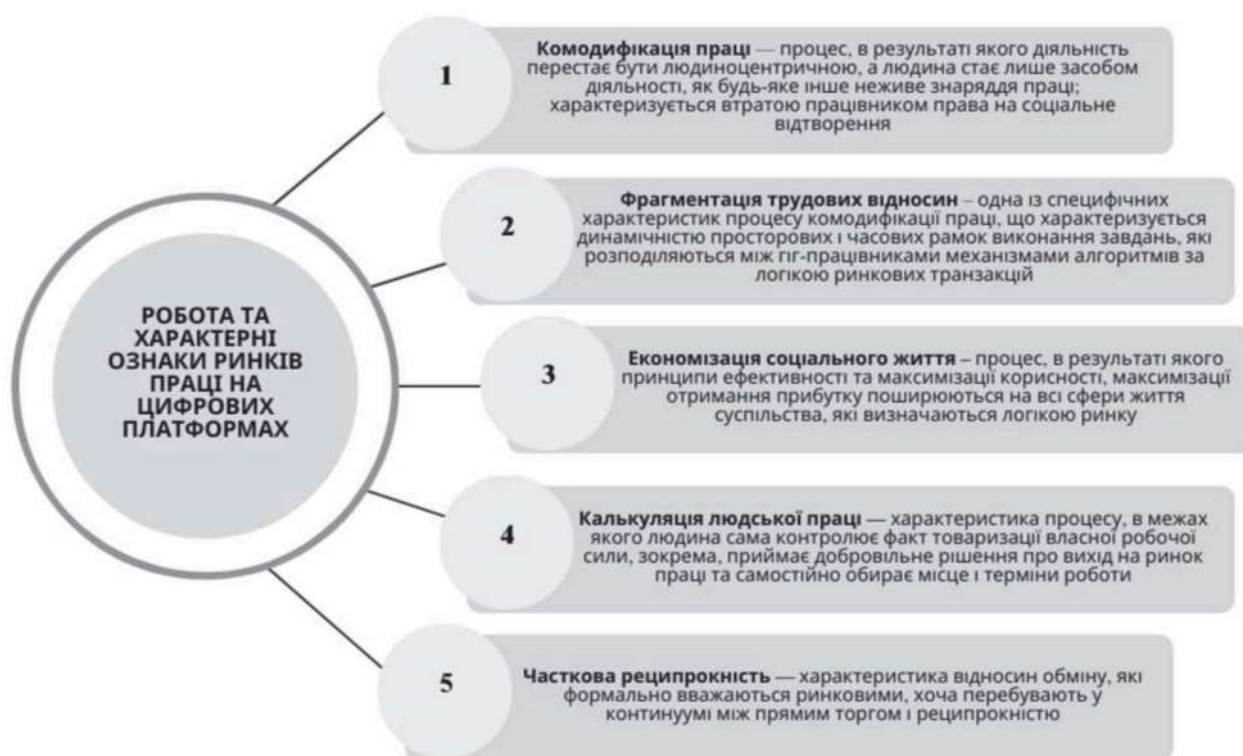 РОБОТА ТА
ХАРАКТЕРНІ
ОЗНАКИ РИНКІВ
ПРАЦІ НА
ЦИФРОВИХ
ПЛАТФОРМАХ
1
Комодифікація праці — процес, в результаті якого діяльність
перестає бути людиноцентричною, а людина стає лише засобом
діяльності, як будь-яке інше неживе знаряддя праці;
характеризується втратою працівником права на соціальне
відтворення
2
Фрагментація трудових відносин – одна із специфічних
характеристик процесу комодифікації праці, що характеризується
динамічністю просторових і часових рамок виконання завдань, які
розподіляються між гіг-працівниками механізмами алгоритмів за
логікою ринкових транзакцій
3
Економізація соціального життя – процес, в результаті якого
принципи ефективності та максимізації корисності, максимізації
отримання прибутку поширюються на всі сфери життя
суспільства, які визначаються логікою ринку
4
Калькуляція людської праці — характеристика процесу, в межах
якого людина сама контролює факт товаризації власної робочої
сили, зокрема, приймає добровільне рішення про вихід на ринок
праці та самостійно обирає місце і терміни роботи
5
Часткова реципрокність — характеристика відносин обміну, які
формально вважаються ринковими, хоча перебувають у
континуумі між прямим торгом і реципрокністю